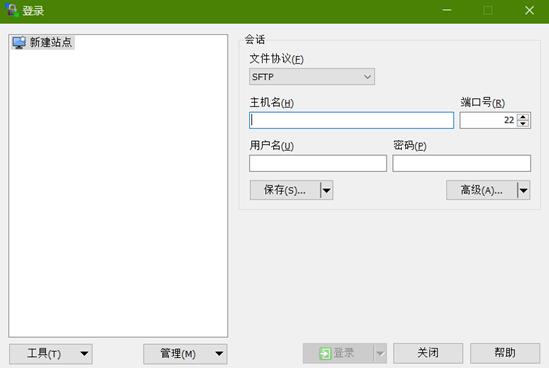 登录
新建站点
会话
文件协议(F)
SFTP
主机名(H) 端口号(R)
22
用户名(U) 密码(P)
保存(S)... 高级(A)...
工具(T) 管理(M) 登录 关闭 帮助